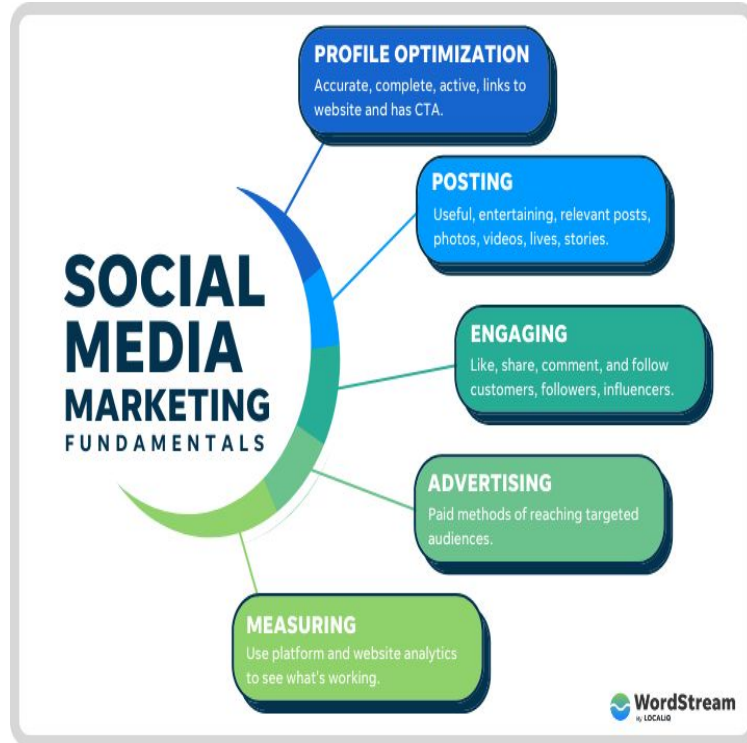 PROFILE OPTIMIZATION
Accurate, complete, active, links to
website and has CTA.
POSTING
Useful, entertaining, relevant posts,
photos, videos, lives, stories.
SOCIAL
MEDIA
MARKETING
FUNDAMENTALS
ENGAGING
Like, share, comment, and follow
customers, followers, influencers.
ADVERTISING
Paid methods of reaching targeted
audiences.
MEASURING
Use platform and website analytics
to see what's working.
WordStream
By LOCALiQ